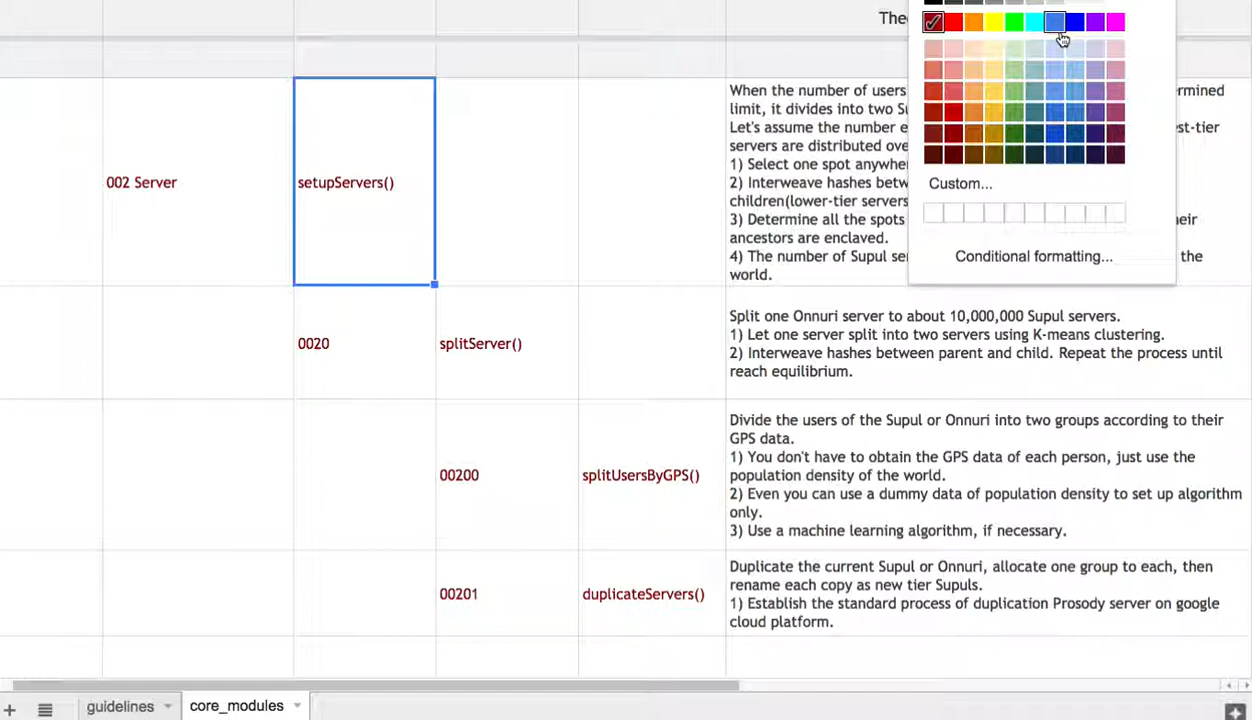 The
When the number of users ermined
limit, it divides into two Su
Let's assume the number e est-tier
servers are distributed ove
002 Server
setupServers()
1) Select one spot anywhe
2) Interweave hashes betw
children(lower-tier servers
3) Determine all the spots heir
ancestors are enclaved.
4) The number of Supul se the
world.
Custom...
Conditional formatting...
0020
splitServer()
Split one Onnuri server to about 10,000,000 Supul servers.
1) Let one server split into two servers using K-means clustering.
2) Interweave hashes between parent and child. Repeat the process until
reach equilibrium.
00200
splitUsersByGPS()
Divide the users of the Supul or Onnuri into two groups according to their
GPS data.
1) You don't have to obtain the GPS data of each person, just use the
population density of the world.
2) Even you can use a dummy data of population density to set up algorithm
only.
3) Use a machine learning algorithm, if necessary.
00201
duplicateServers()
Duplicate the current Supul or Onnuri, allocate one group to each, then
rename each copy as new tier Supuls.
1) Establish the standard process of duplication Prosody server on google
cloud platform.
guidelines
core_modules